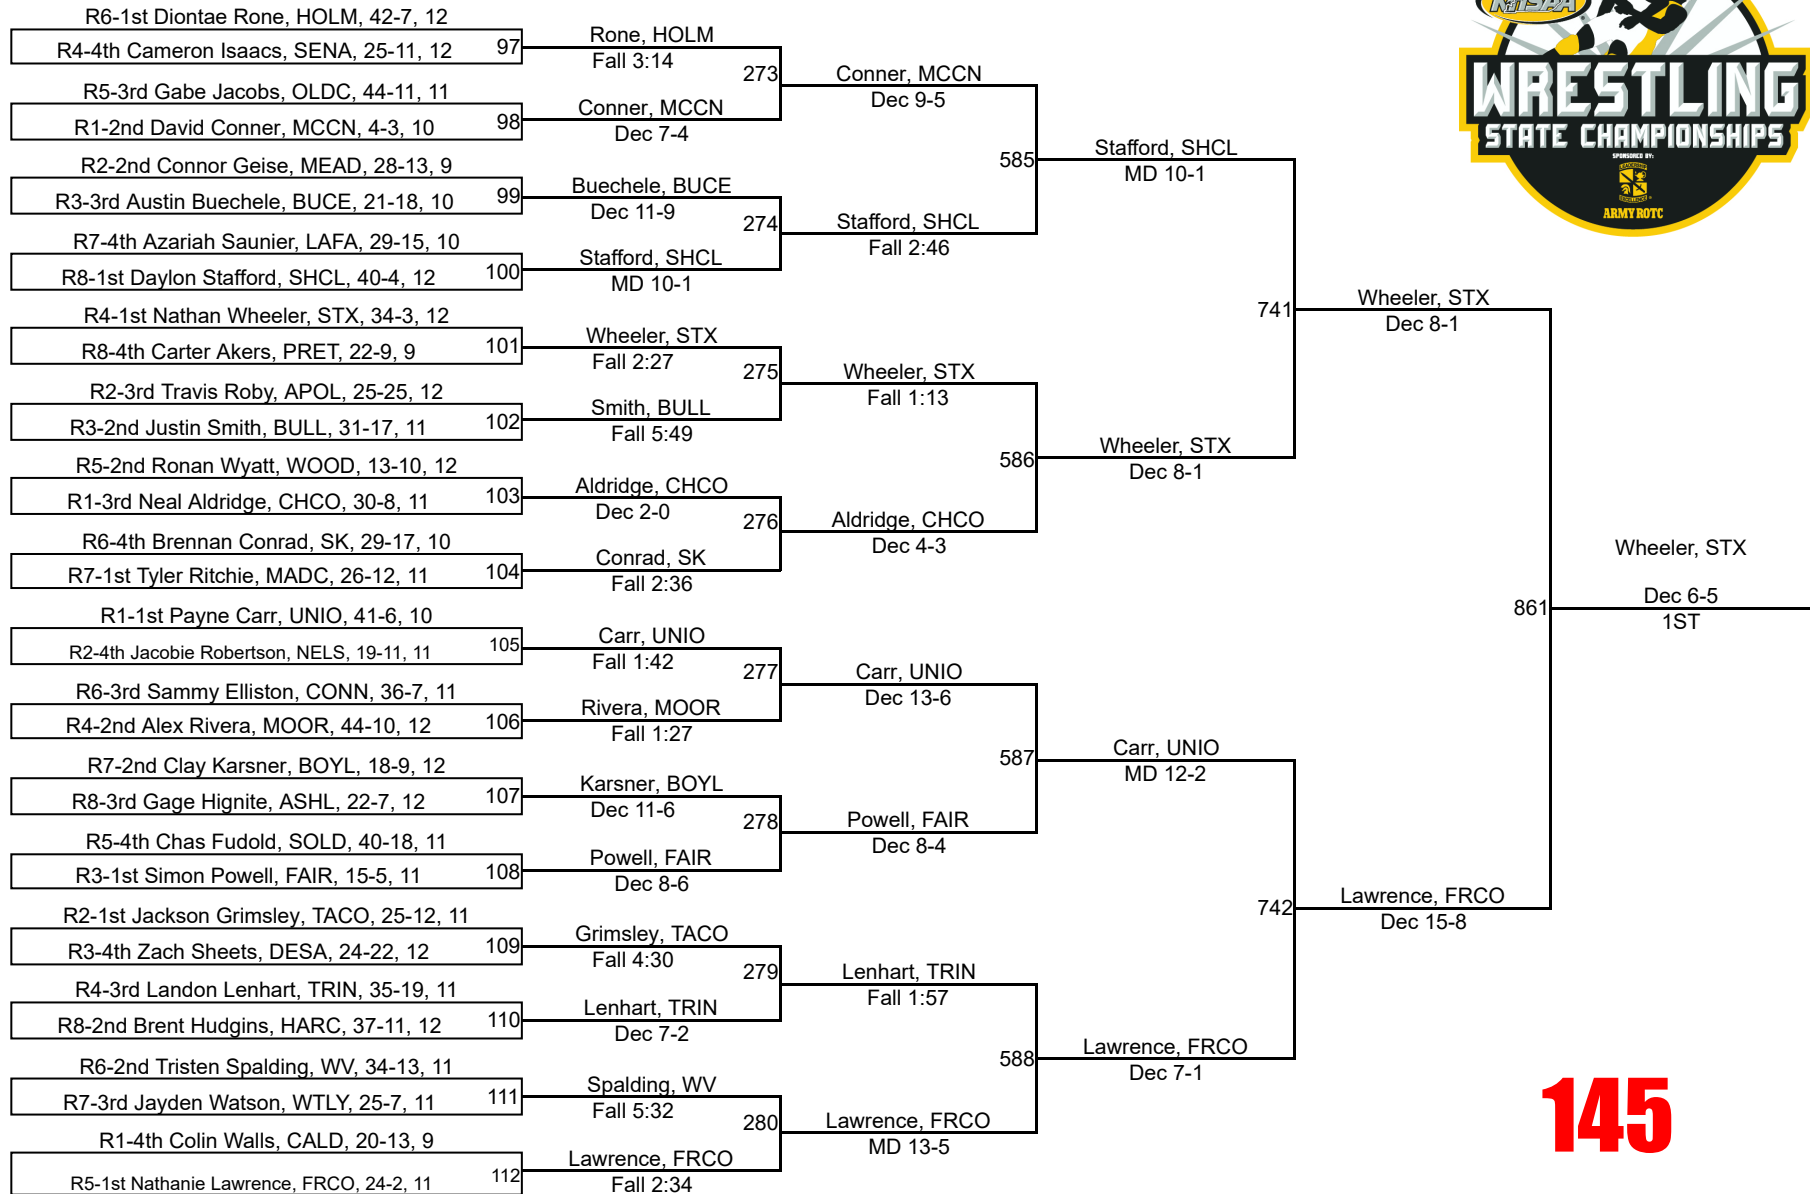 R6-1st Diontae Rone, HOLM, 42-7, 12
R4-4th Cameron Isaacs, SENA, 25-11, 12
97
R5-3rd Gabe Jacobs, OLDC, 44-11, 11
R1-2nd David Conner, MCCN, 4-3, 10
98
R2-2nd Connor Geise, MEAD, 28-13, 9
R3-3rd Austin Buechele, BUCE, 21-18, 10
99
R7-4th Azariah Saunier, LAFA, 29-15, 10
R8-1st Daylon Stafford, SHCL, 40-4, 12
100
R4-1st Nathan Wheeler, STX, 34-3, 12
R8-4th Carter Akers, PRET, 22-9, 9
101
R2-3rd Travis Roby, APOL, 25-25, 12
R3-2nd Justin Smith, BULL, 31-17, 11
102
R5-2nd Ronan Wyatt, WOOD, 13-10, 12
R1-3rd Neal Aldridge, CHCO, 30-8, 11
103
R6-4th Brennan Conrad, SK, 29-17, 10
R7-1st Tyler Ritchie, MADC, 26-12, 11
104
R1-1st Payne Carr, UNIO, 41-6, 10
R2-4th Jacobie Robertson, NELS, 19-11, 11
105
R6-3rd Sammy Elliston, CONN, 36-7, 11
R4-2nd Alex Rivera, MOOR, 44-10, 12
106
R7-2nd Clay Karsner, BOYL, 18-9, 12
R8-3rd Gage Hignite, ASHL, 22-7, 12
107
R5-4th Chas Fudold, SOLD, 40-18, 11
R3-1st Simon Powell, FAIR, 15-5, 11
108
R2-1st Jackson Grimsley, TACO, 25-12, 11
R3-4th Zach Sheets, DESA, 24-22, 12
109
R4-3rd Landon Lenhart, TRIN, 35-19, 11
R8-2nd Brent Hudgins, HARC, 37-11, 12
110
R6-2nd Tristen Spalding, WV, 34-13, 11
R7-3rd Jayden Watson, WTLY, 25-7, 11
111
R1-4th Colin Walls, CALD, 20-13, 9
R5-1st Nathanie Lawrence, FRCO, 24-2, 11
112
Rone, HOLM
Fall 3:14
273
Conner, MCCN
Dec 7-4
Buechele, BUCE
Dec 11-9
274
Stafford, SHCL
MD 10-1
Wheeler, STX
Fall 2:27
275
Smith, BULL
Fall 5:49
Aldridge, CHCO
Dec 2-0
276
Conrad, SK
Fall 2:36
Carr, UNIO
Fall 1:42
277
Rivera, MOOR
Fall 1:27
Karsner, BOYL
Dec 11-6
278
Powell, FAIR
Dec 8-6
Grimsley, TACO
Fall 4:30
279
Lenhart, TRIN
Dec 7-2
Spalding, WV
Fall 5:32
280
Lawrence, FRCO
Fall 2:34
Conner, MCCN
Dec 9-5
585
Stafford, SHCL
Fall 2:46
Wheeler, STX
Fall 1:13
586
Aldridge, CHCO
Dec 4-3
Carr, UNIO
Dec 13-6
587
Powell, FAIR
Dec 8-4
Lenhart, TRIN
Fall 1:57
588
Lawrence, FRCO
MD 13-5
Stafford, SHCL
MD 10-1
741
Wheeler, STX
Dec 8-1
Carr, UNIO
MD 12-2
742
Lawrence, FRCO
Dec 7-1
Wheeler, STX
Dec 8-1
861
Lawrence, FRCO
Dec 15-8
Wheeler, STX
Dec 6-5
1ST
WRESTLING
STATE CHAMPIONSHIPS
SPONSORED BY:
ARMY ROTC
145